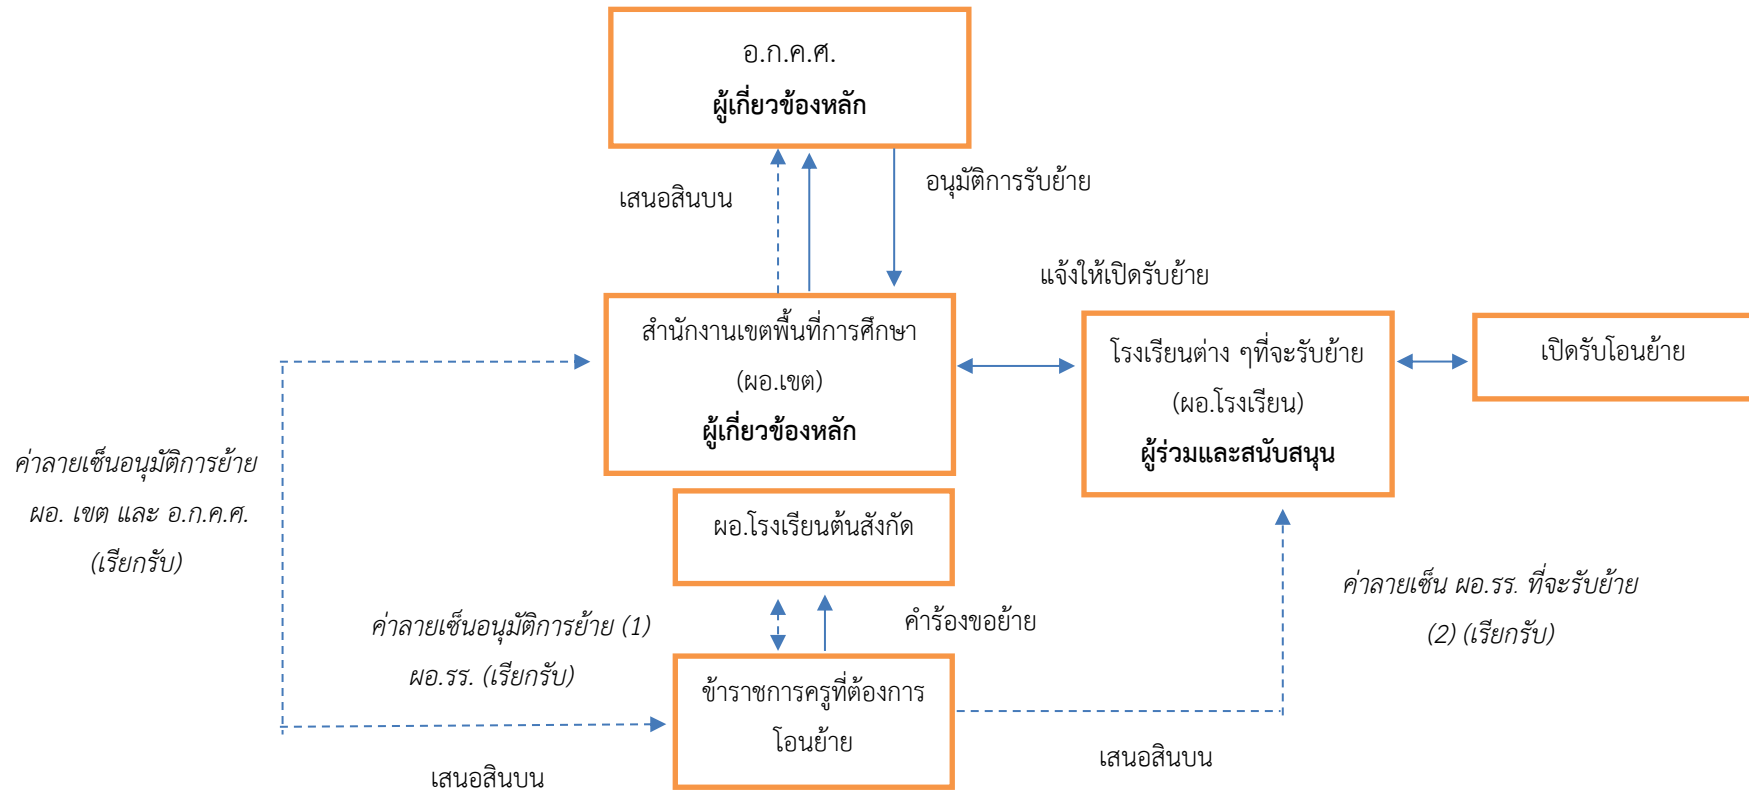 อ.ก.ค.ศ.
ผู้เกี่ยวข้องหลัก
เสนอสินบน
อนุมัติการรับย้าย
แจ้งให้เปิดรับย้าย
สำนักงานเขตพื้นที่การศึกษา
(ผอ.เขต)
ผู้เกี่ยวข้องหลัก
โรงเรียนต่าง ๆที่จะรับย้าย
(ผอ.โรงเรียน)
ผู้ร่วมและสนับสนุน
เปิดรับโอนย้าย
ค่าลายเซ็นอนุมัติการย้าย
ผอ. เขต และ อ.ก.ค.ศ.
(เรียกรับ)
ผอ.โรงเรียนต้นสังกัด
ค่าลายเซ็นอนุมัติการย้าย (1)
ผอ.รร. (เรียกรับ)
คำร้องขอย้าย
ค่าลายเซ็น ผอ.รร. ที่จะรับย้าย
(2) (เรียกรับ)
ข้าราชการครูที่ต้องการ
โอนย้าย
เสนอสินบน
เสนอสินบน